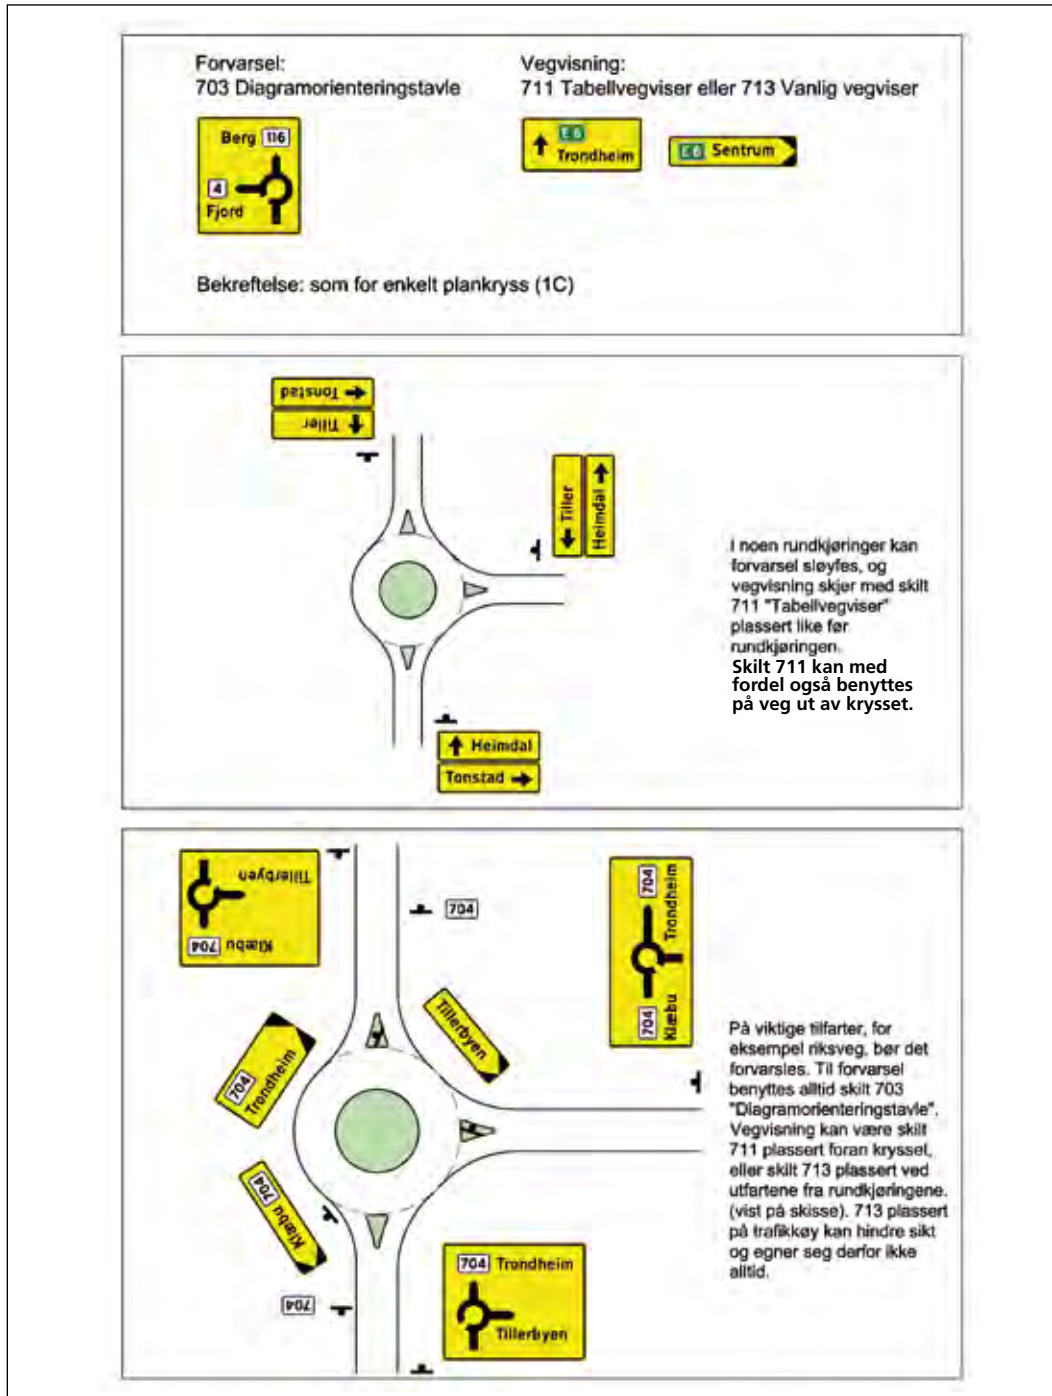 Forvarsel:
703 Diagramorienteringstavle
Berg 116
4
Fjord
Vegvisning:
711 Tabellvegviser eller 713 Vanlig vegviser
E 6
Trondheim
E 6 Sentrum
Bekreftelse: som for enkelt plankryss (1C)
Tonstad
Tiller
Tiller
Heimdal
Heimdal
Tonstad
I noen rundkjøringer kan
forvarsel sløyfes, og
vegvisning skjer med skilt
711 "Tabellvegviser"
plassert like før
rundkjøringen.
Skilt 711 kan med
fordel også benyttes
på veg ut av krysset.
Tillerbyen
704 Klæbu
704
Tillerbyen
704
Trondheim
704 Klæbu
704
704 Trondheim
Tillerbyen
704 704
Klæbu Trondheim
På viktige tilfarter, for
eksempel riksveg, bør det
forvarsles. Til forvarsel
benyttes alltid skilt 703
"Diagramorienteringstavle".
Vegvisning kan være skilt
711 plassert foran krysset,
eller skilt 713 plassert ved
utfartene fra rundkjøringene.
(vist på skisse). 713 plassert
på trafikkøy kan hindre sikt
og egner seg derfor ikke
alltid.